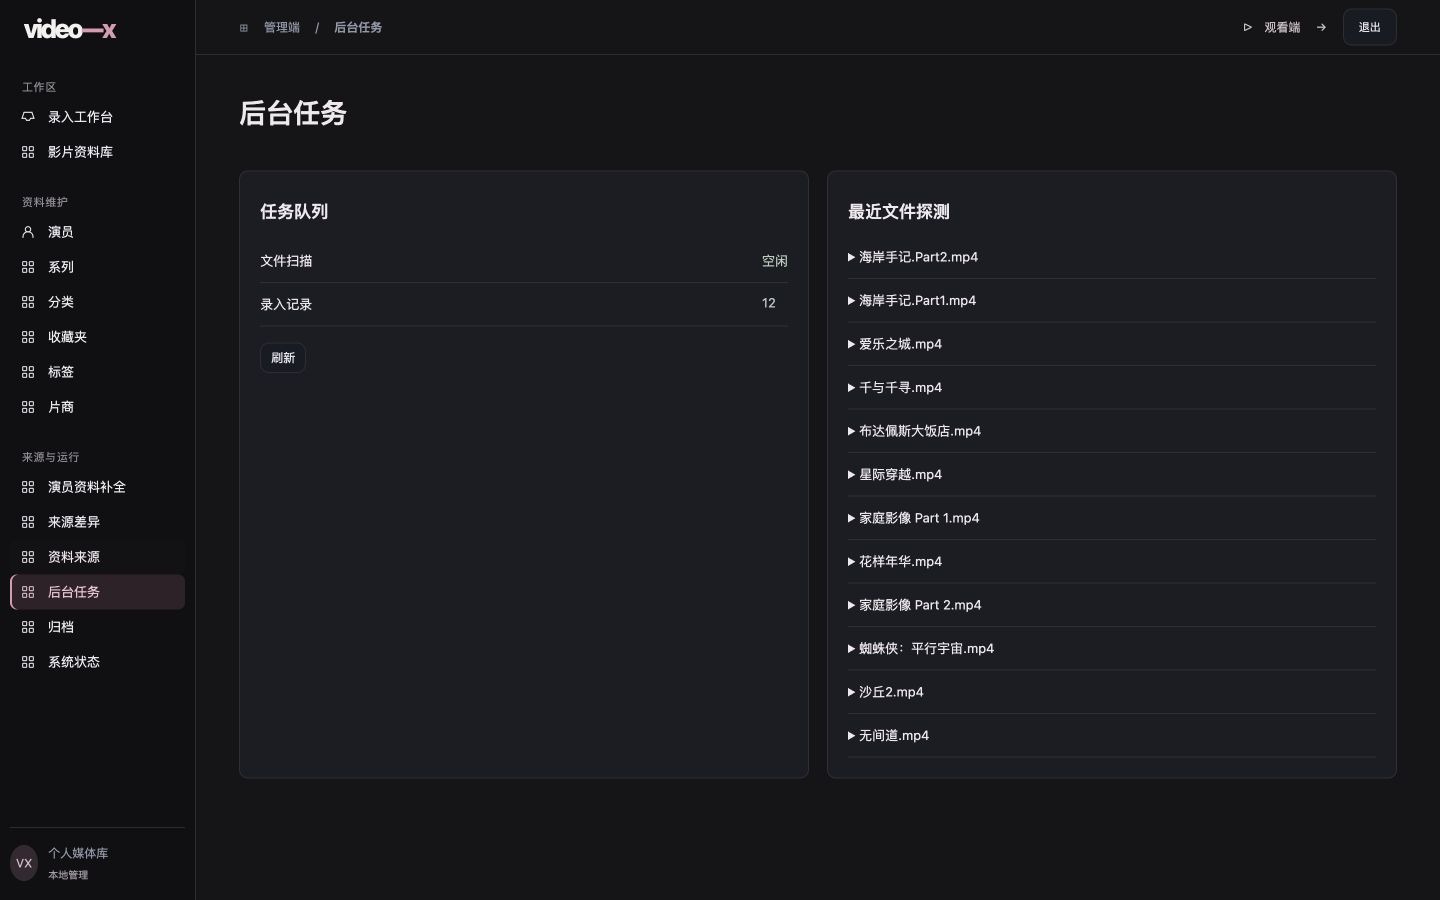 video—x
工作区
录入工作台
影片资料库
资料维护
演员
系列
分类
收藏夹
标签
片商
来源与运行
演员资料补全
来源差异
资料来源
后台任务
归档
系统状态
VX
个人媒体库
本地管理
管理端 / 后台任务
观看端 → 退出
后台任务
任务队列
文件扫描 空闲
录入记录 12
刷新
最近文件探测
海岸手记.Part2.mp4
海岸手记.Part1.mp4
爱乐之城.mp4
千与千寻.mp4
布达佩斯大饭店.mp4
星际穿越.mp4
家庭影像 Part 1.mp4
花样年华.mp4
家庭影像 Part 2.mp4
蜘蛛侠：平行宇宙.mp4
沙丘2.mp4
无间道.mp4